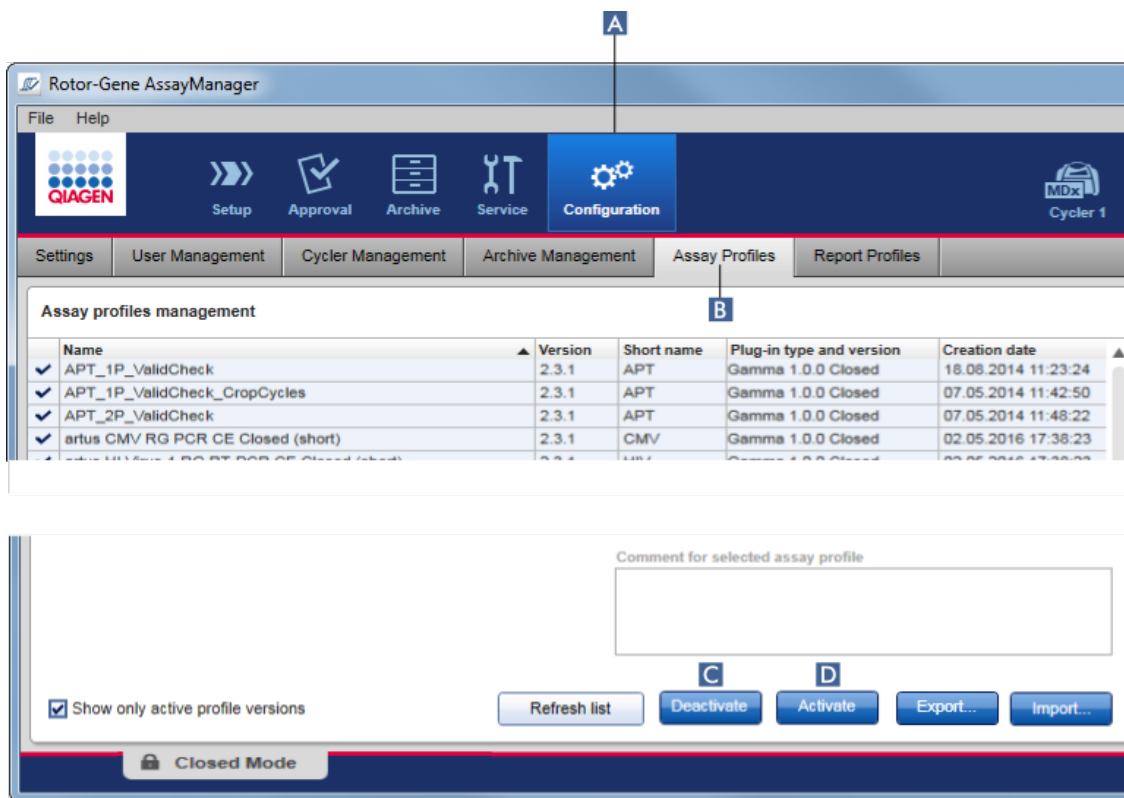 A
Rotor-Gene AssayManager
File Help
QIAGEN
Setup Approval Archive Service Configuration
MDx
Cycler 1
Settings User Management Cycler Management Archive Management Assay Profiles Report Profiles
B
Assay profiles management
Name Version Short name Plug-in type and version Creation date
APT_1P_ValidCheck 2.3.1 APT Gamma 1.0.0 Closed 18.08.2014 11:23:24
APT_1P_ValidCheck_CropCycles 2.3.1 APT Gamma 1.0.0 Closed 07.05.2014 11:42:50
APT_2P_ValidCheck 2.3.1 APT Gamma 1.0.0 Closed 07.05.2014 11:48:22
artus CMV RG PCR CE Closed (short) 2.3.1 CMV Gamma 1.0.0 Closed 02.05.2016 17:38:23
Comment for selected assay profile
C D
Show only active profile versions Refresh list Deactivate Activate Export... Import...
Closed Mode